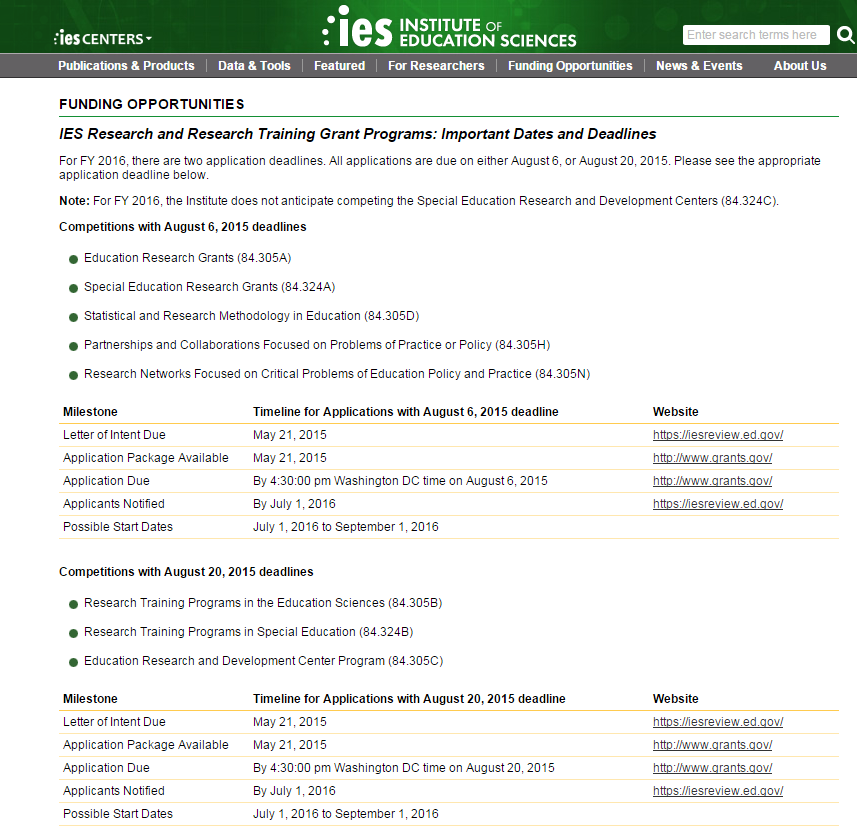 ies CENTERS
ies INSTITUTE OF
EDUCATION SCIENCES
Enter search terms here
Publications & Products Data & Tools Featured For Researchers Funding Opportunities News & Events About Us
FUNDING OPPORTUNITIES
IES Research and Research Training Grant Programs: Important Dates and Deadlines
For FY 2016, there are two application deadlines. All applications are due on either August 6, or August 20, 2015. Please see the appropriate
application deadline below.
Note: For FY 2016, the Institute does not anticipate competing the Special Education Research and Development Centers (84.324C).
Competitions with August 6, 2015 deadlines
Education Research Grants (84.305A)
Special Education Research Grants (84.324A)
Statistical and Research Methodology in Education (84.305D)
Partnerships and Collaborations Focused on Problems of Practice or Policy (84.305H)
Research Networks Focused on Critical Problems of Education Policy and Practice (84.305N)
Milestone Timeline for Applications with August 6, 2015 deadline Website
Letter of Intent Due May 21, 2015 https://iesreview.ed.gov/
Application Package Available May 21, 2015 http://www.grants.gov/
Application Due By 4:30:00 pm Washington DC time on August 6, 2015 http://www.grants.gov/
Applicants Notified By July 1, 2016 https://iesreview.ed.gov/
Possible Start Dates July 1, 2016 to September 1, 2016
Competitions with August 20, 2015 deadlines
Research Training Programs in the Education Sciences (84.305B)
Research Training Programs in Special Education (84.324B)
Education Research and Development Center Program (84.305C)
Milestone Timeline for Applications with August 20, 2015 deadline Website
Letter of Intent Due May 21, 2015 https://iesreview.ed.gov/
Application Package Available May 21, 2015 http://www.grants.gov/
Application Due By 4:30:00 pm Washington DC time on August 20, 2015 http://www.grants.gov/
Applicants Notified By July 1, 2016 https://iesreview.ed.gov/
Possible Start Dates July 1, 2016 to September 1, 2016